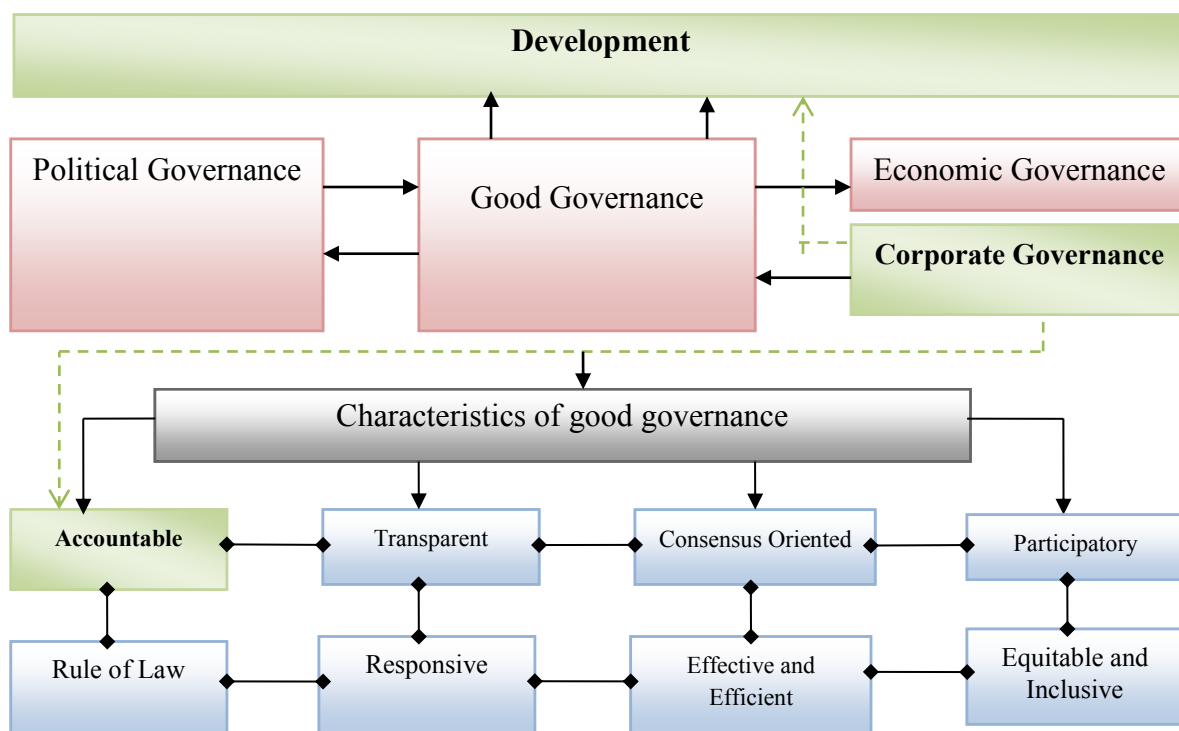 Development
Political Governance
Good Governance
Economic Governance
Corporate Governance
Characteristics of good governance
Accountable
Transparent
Consensus Oriented
Participatory
Rule of Law
Responsive
Effective and
Efficient
Equitable and
Inclusive